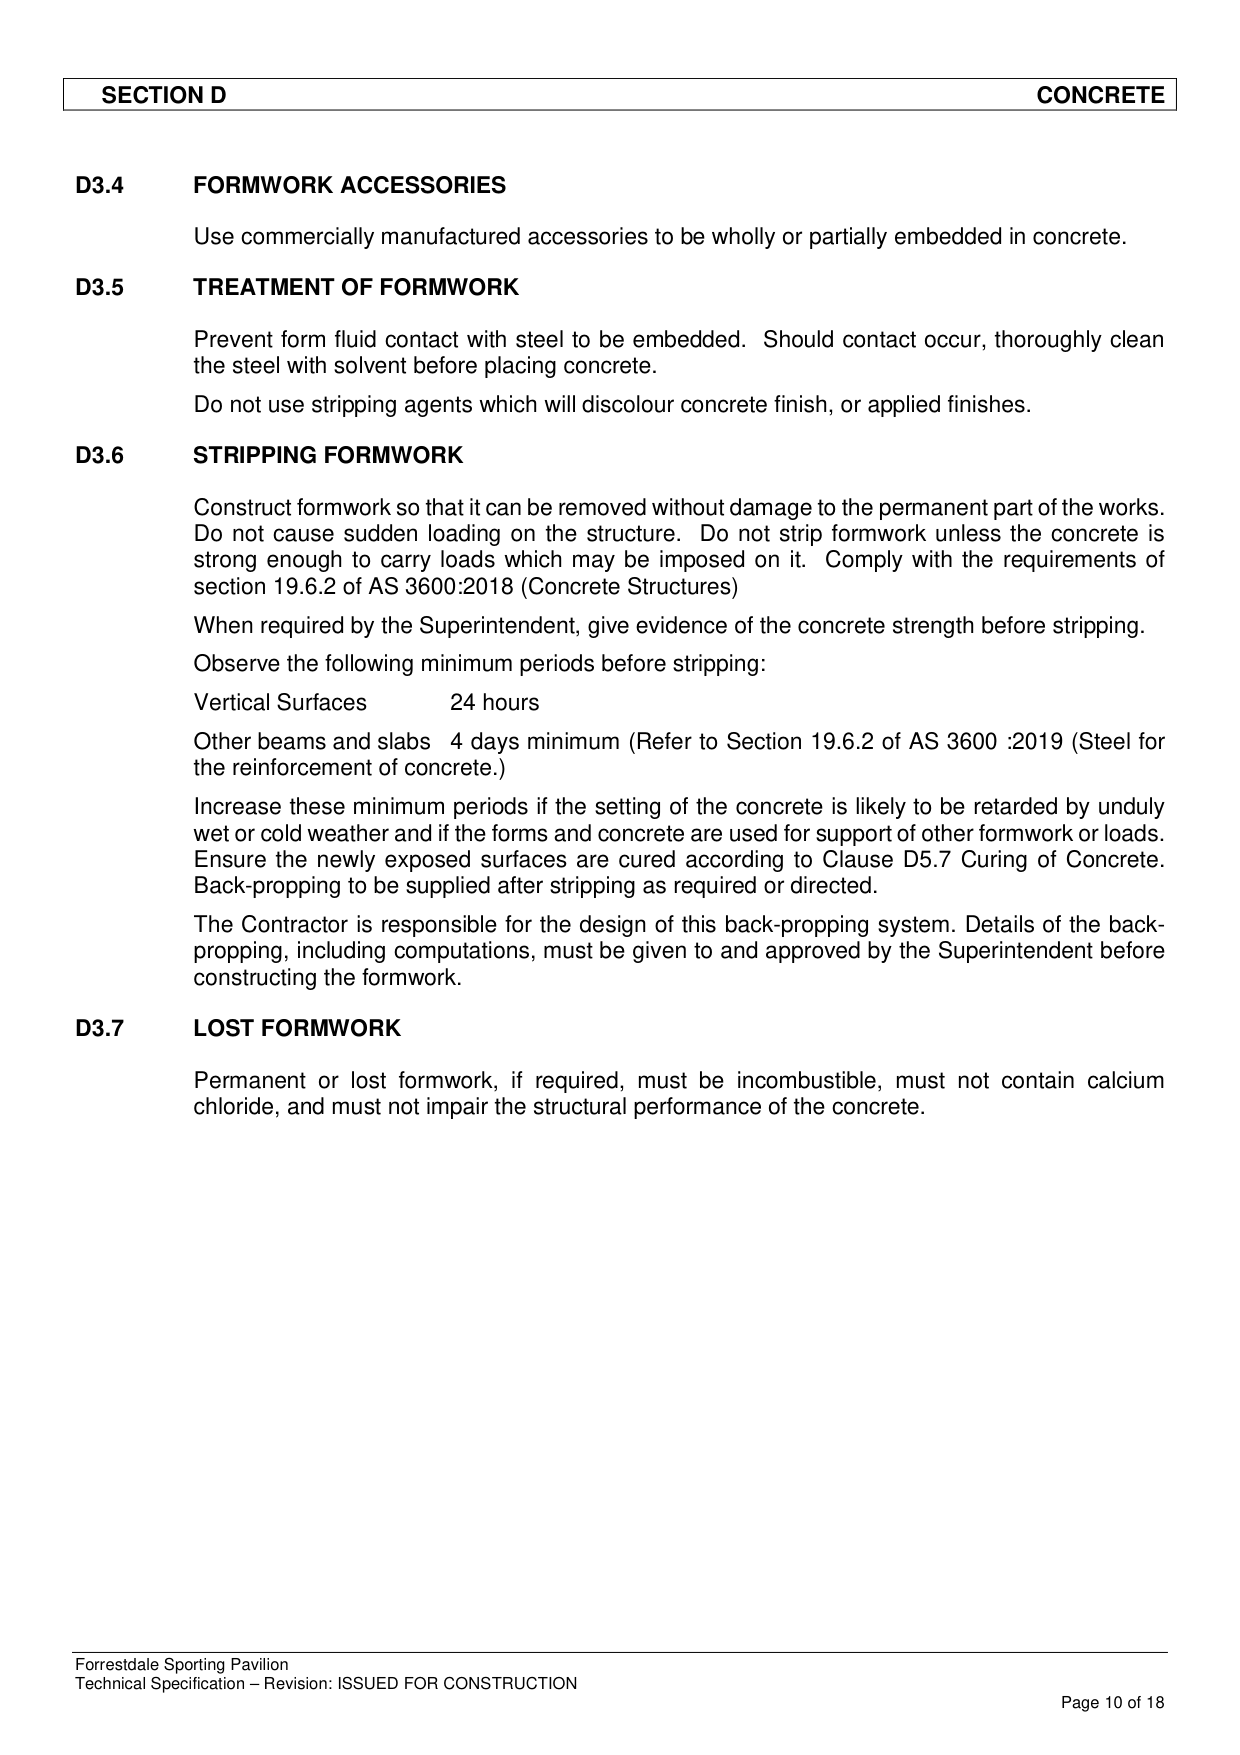 SECTION D CONCRETE
D3.4 FORMWORK ACCESSORIES
Use commercially manufactured accessories to be wholly or partially embedded in concrete.
D3.5 TREATMENT OF FORMWORK
Prevent form fluid contact with steel to be embedded.  Should contact occur, thoroughly clean
the steel with solvent before placing concrete.
Do not use stripping agents which will discolour concrete finish, or applied finishes.
D3.6 STRIPPING FORMWORK
Construct formwork so that it can be removed without damage to the permanent part of the works.
Do not cause sudden loading on the structure.  Do not strip formwork unless the concrete is
strong enough to carry loads which may be imposed on it.  Comply with the requirements of
section 19.6.2 of AS 3600:2018 (Concrete Structures)
When required by the Superintendent, give evidence of the concrete strength before stripping.
Observe the following minimum periods before stripping:
Vertical Surfaces 24 hours
Other beams and slabs 4 days minimum (Refer to Section 19.6.2 of AS 3600 :2019 (Steel for
the reinforcement of concrete.)
Increase these minimum periods if the setting of the concrete is likely to be retarded by unduly
wet or cold weather and if the forms and concrete are used for support of other formwork or loads.
Ensure the newly exposed surfaces are cured according to Clause D5.7 Curing of Concrete.
Back-propping to be supplied after stripping as required or directed.
The Contractor is responsible for the design of this back-propping system. Details of the back-
propping, including computations, must be given to and approved by the Superintendent before
constructing the formwork.
D3.7 LOST FORMWORK
Permanent or lost formwork, if required, must be incombustible, must not contain calcium
chloride, and must not impair the structural performance of the concrete.
Forrestdale Sporting Pavilion
Technical Specification – Revision: ISSUED FOR CONSTRUCTION
Page 10 of 18